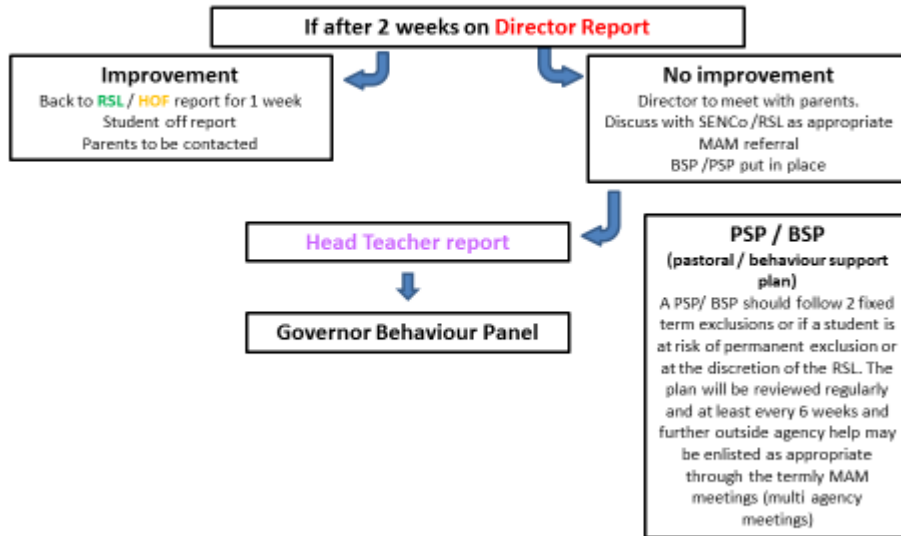 If after 2 weeks on Director Report
Improvement
Back to RSL / HOF report for 1 week
Student off report
Parents to be contacted
No improvement
Director to meet with parents.
Discuss with SENCo /RSL as appropriate
MAM referral
BSP /PSP put in place
Head Teacher report
Governor Behaviour Panel
PSP / BSP
(pastoral / behaviour support
plan)
A PSP/ BSP should follow 2 fixed
term exclusions or if a student is
at risk of permanent exclusion or
at the discretion of the RSL. The
plan will be reviewed regularly
and at least every 6 weeks and
further outside agency help may
be enlisted as appropriate
through the termly MAM
meetings (multi agency
meetings)